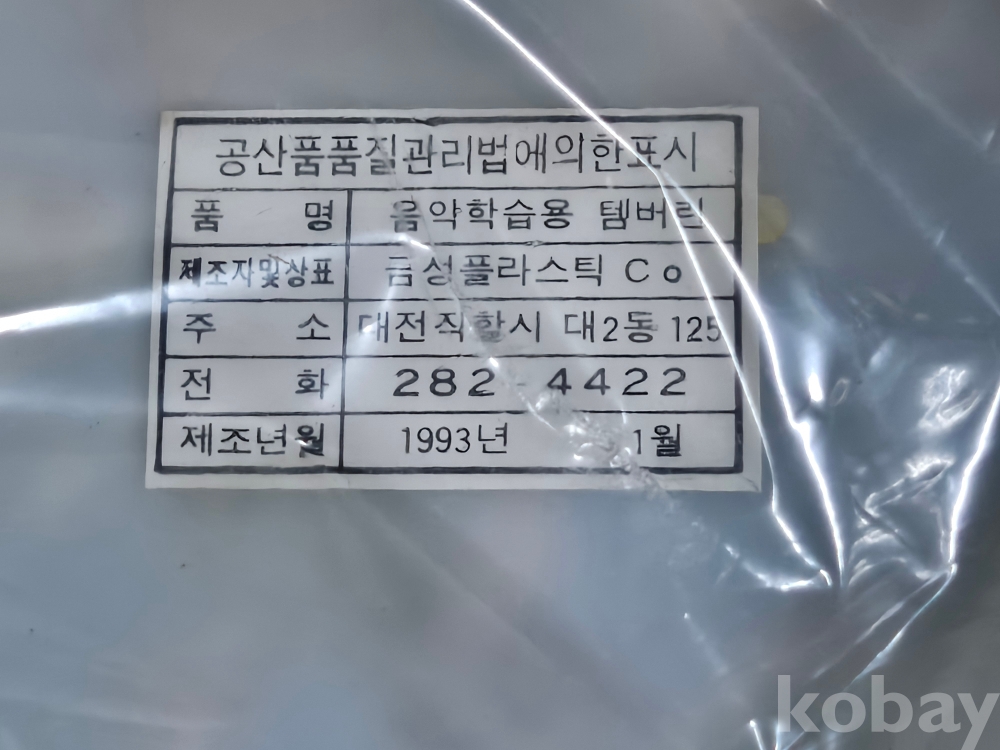 공산품품질관리법에의한표시
품 명 음악학습용 템버린
제조자및상표 금성플라스틱 Co
주 소 대전직할시 대2동 125
전 화 282-4422
제조년월 1993년 1월
kobay